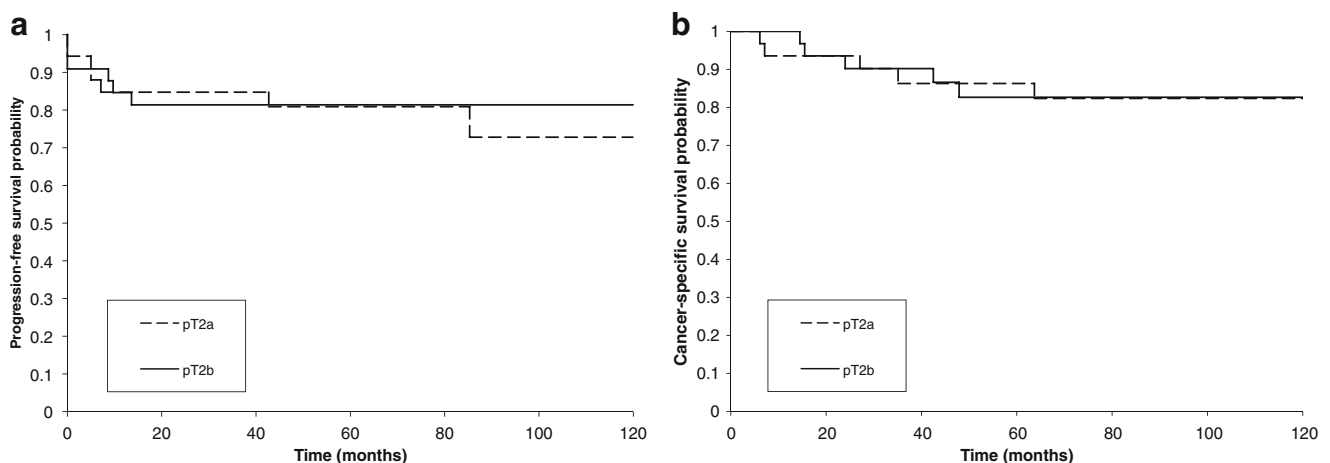 a
Progression-free survival probability
1
0.9
0.8
0.7
0.6
0.5
0.4
0.3
0.2
0.1
0
pT2a
pT2b
0 20 40 60 80 100 120
Time (months)
b
Cancer-specific survival probability
1
0.9
0.8
0.7
0.6
0.5
0.4
0.3
0.2
0.1
0
pT2a
pT2b
0 20 40 60 80 100 120
Time (months)